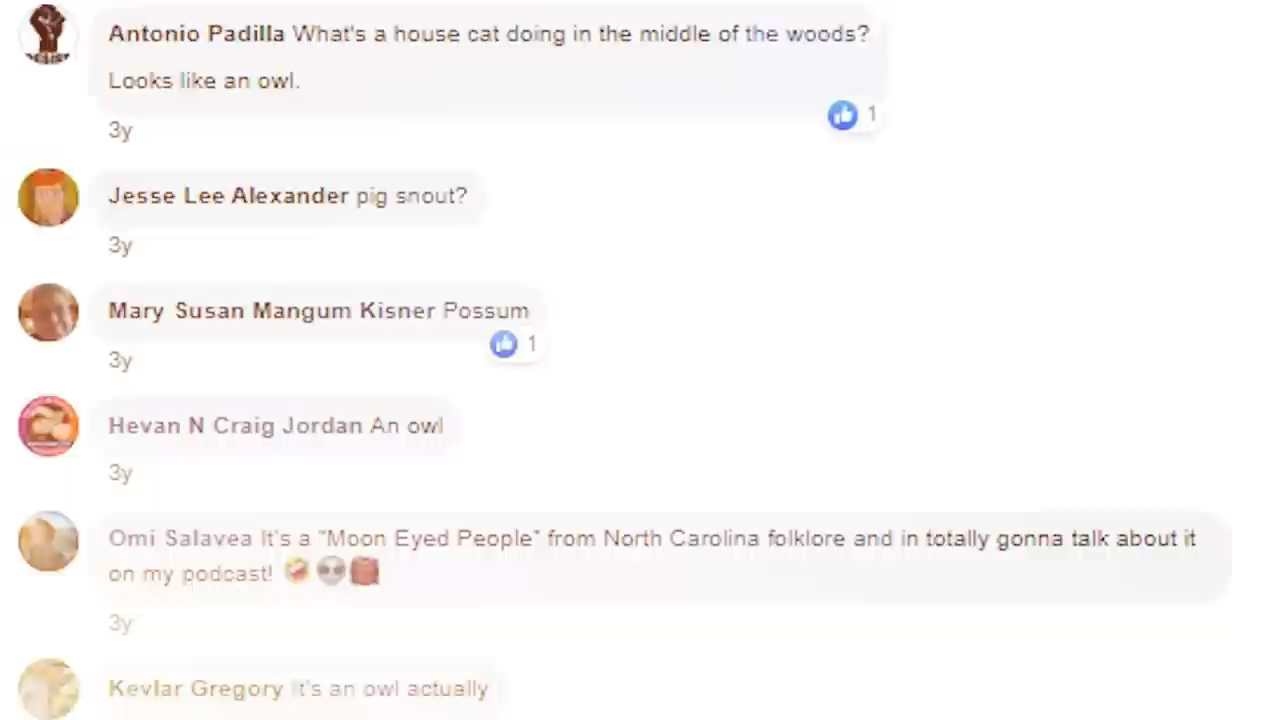 Antonio Padilla What's a house cat doing in the middle of the woods?
Looks like an owl.
1
3y
Jesse Lee Alexander pig snout?
3y
Mary Susan Mangum Kisner Possum
1
3y
Hevan N Craig Jordan An owl
3y
Omi Salavea It's a "Moon Eyed People" from North Carolina folklore and in totally gonna talk about it
on my podcast!
3y
Kevlar Gregory It's an owl actually